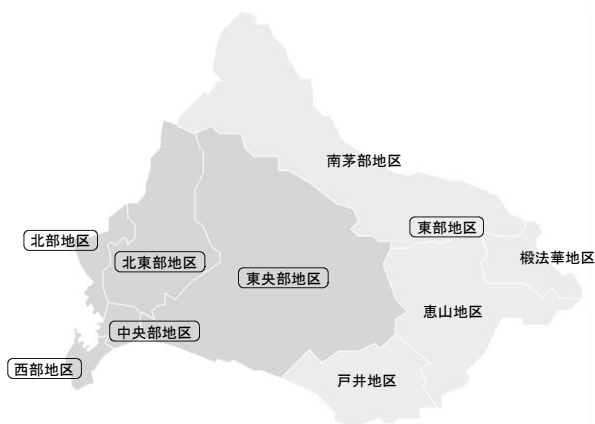 南茅部地区
東部地区
北部地区
椴法華地区
北東部地区
東央部地区
恵山地区
中央部地区
西部地区
戸井地区